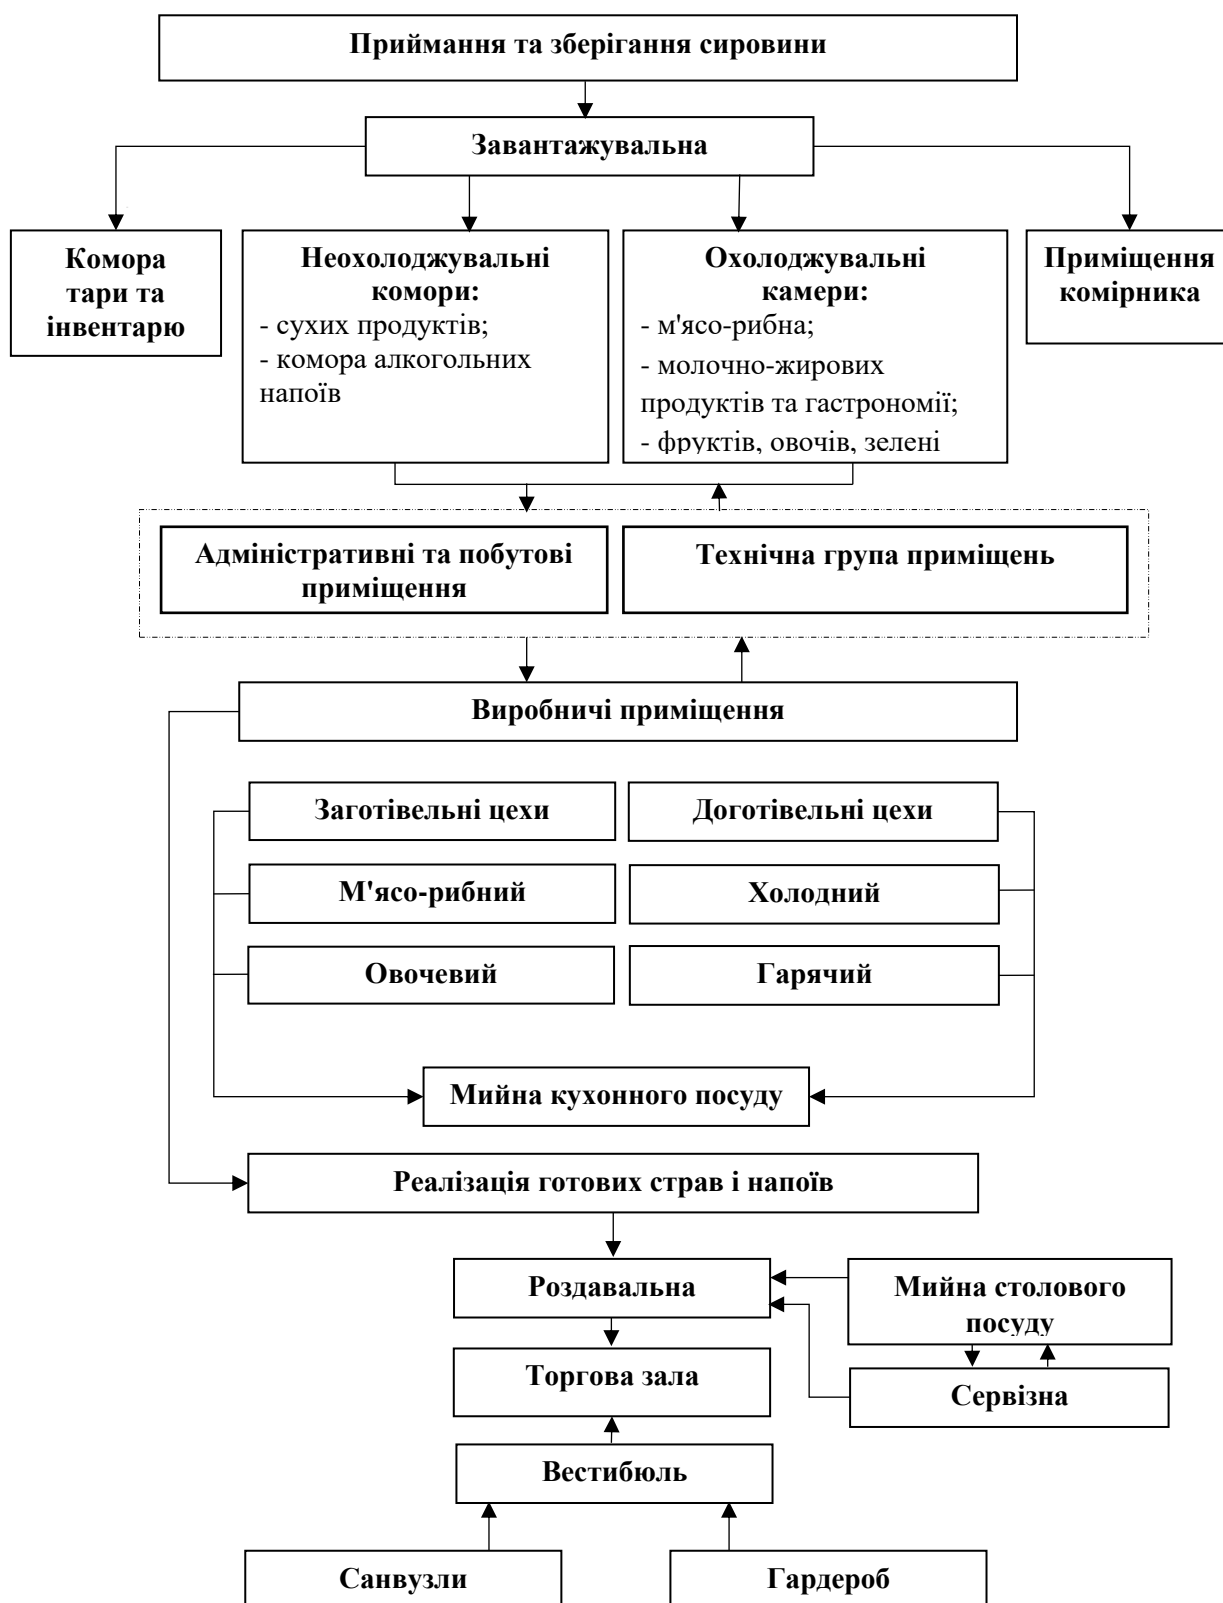 Приймання та зберігання сировини
Завантажувальна
Комора
тари та
інвентарю
Неохолоджувальні
комори:
- сухих продуктів;
- комора алкогольних
напоїв
Охолоджувальні
камери:
- м'ясо-рибна;
- молочно-жирових
продуктів та гастрономії;
- фруктів, овочів, зелені
Приміщення
комірника
Адміністративні та побутові
приміщення
Технічна група приміщень
Виробничі приміщення
Заготівельні цехи
Доготівельні цехи
М'ясо-рибний
Холодний
Овочевий
Гарячий
Мийна кухонного посуду
Реалізація готових страв і напоїв
Роздавальна
Мийна столового
посуду
Торгова зала
Сервізна
Вестибюль
Санвузли
Гардероб